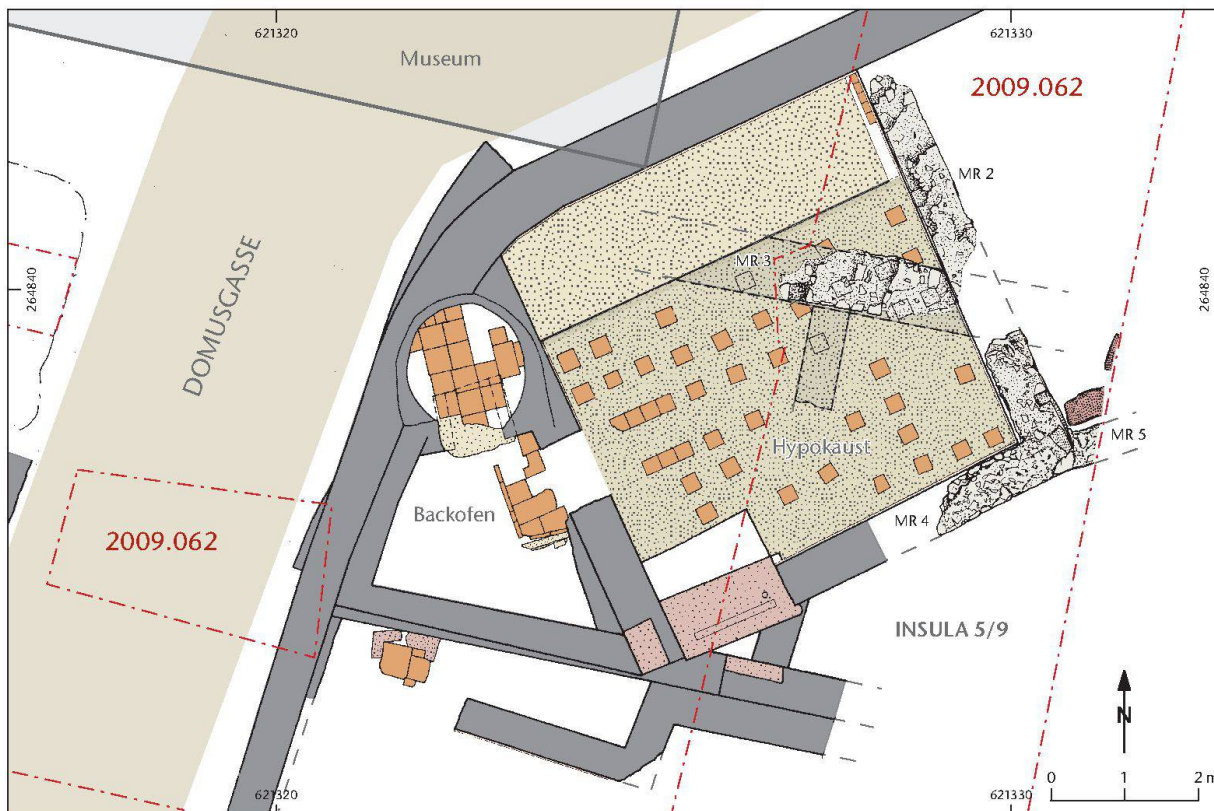 621320
621330
Museum
2009.062
MR 2
MR 3
264840
264840
DOMUSGASSE
Hypokaust
MR 5
Backofen
MR 4
2009.062
INSULA 5/9
N
621320
621330
0 1 2 m